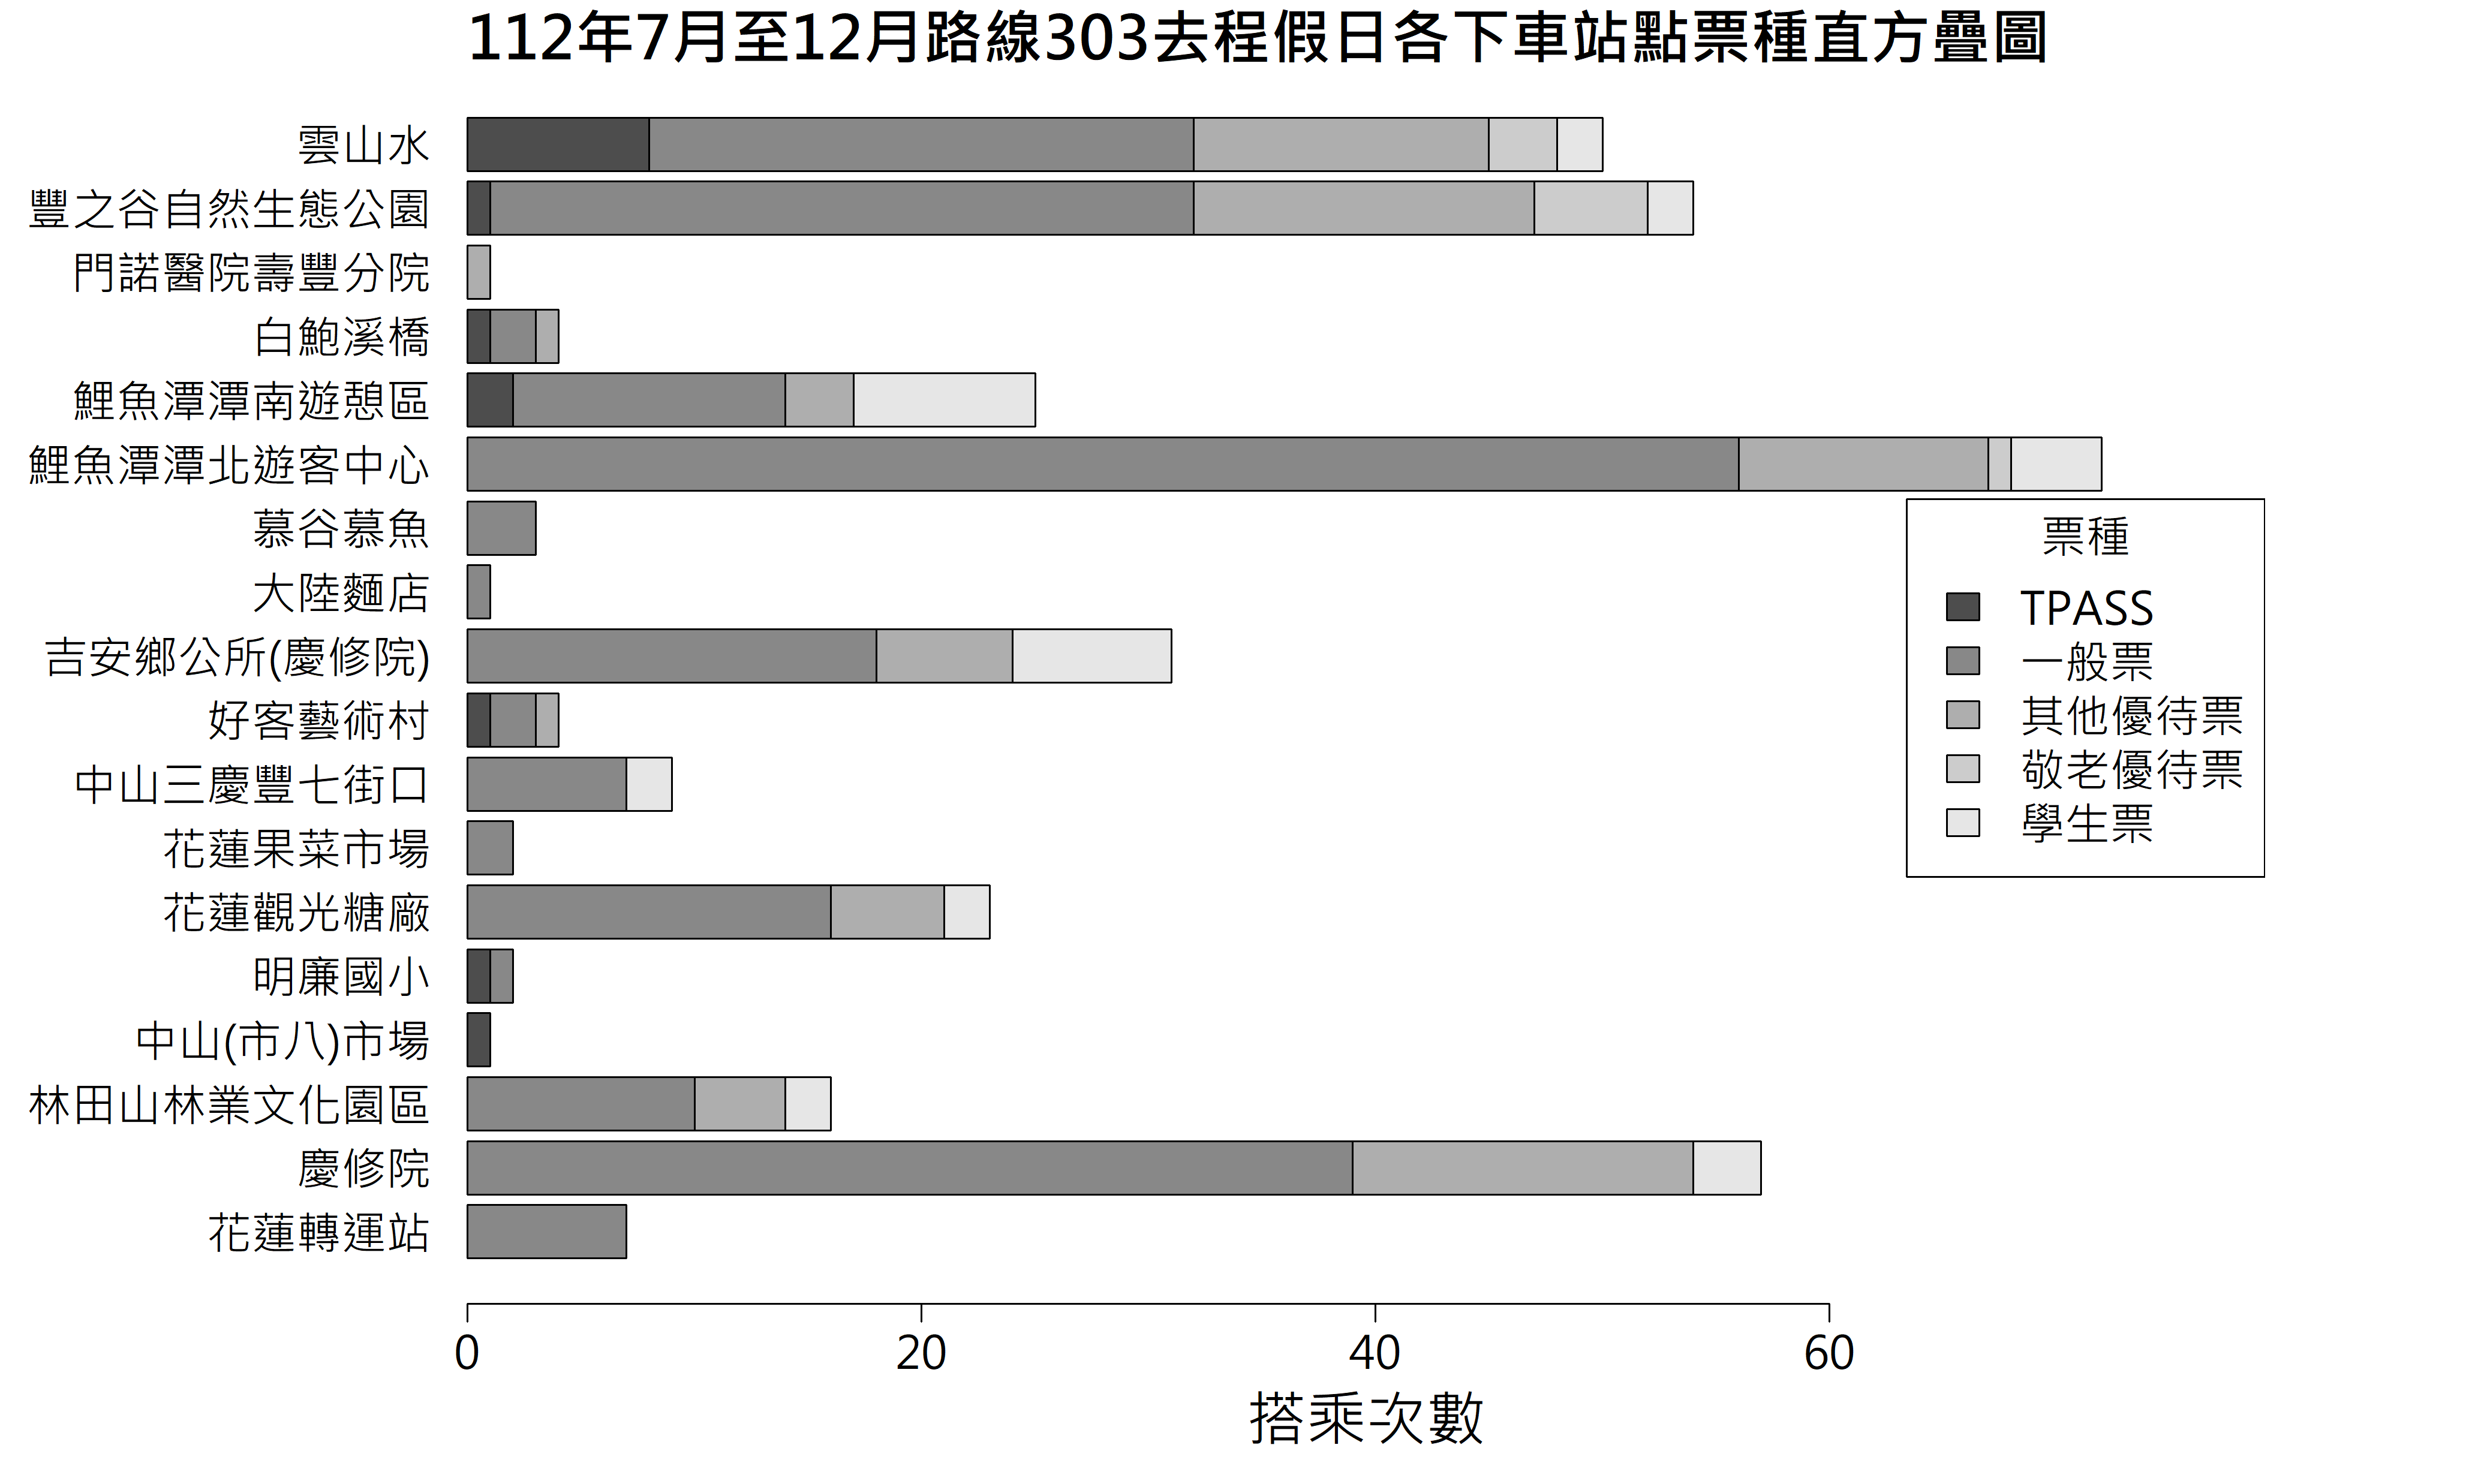 112年7月至12月路線303去程假日各下車站點票種直方疊圖
雲山水
豐之谷自然生態公園
門諾醫院壽豐分院
白鮑溪橋
鯉魚潭潭南遊憩區
鯉魚潭潭北遊客中心
慕谷慕魚
大陸麵店
吉安鄉公所(慶修院)
好客藝術村
中山三慶豐七街口
花蓮果菜市場
花蓮觀光糖廠
明廉國小
中山(市八)市場
林田山林業文化園區
慶修院
花蓮轉運站
票種
TPASS
一般票
其他優待票
敬老優待票
學生票
0 20 40 60
搭乘次數